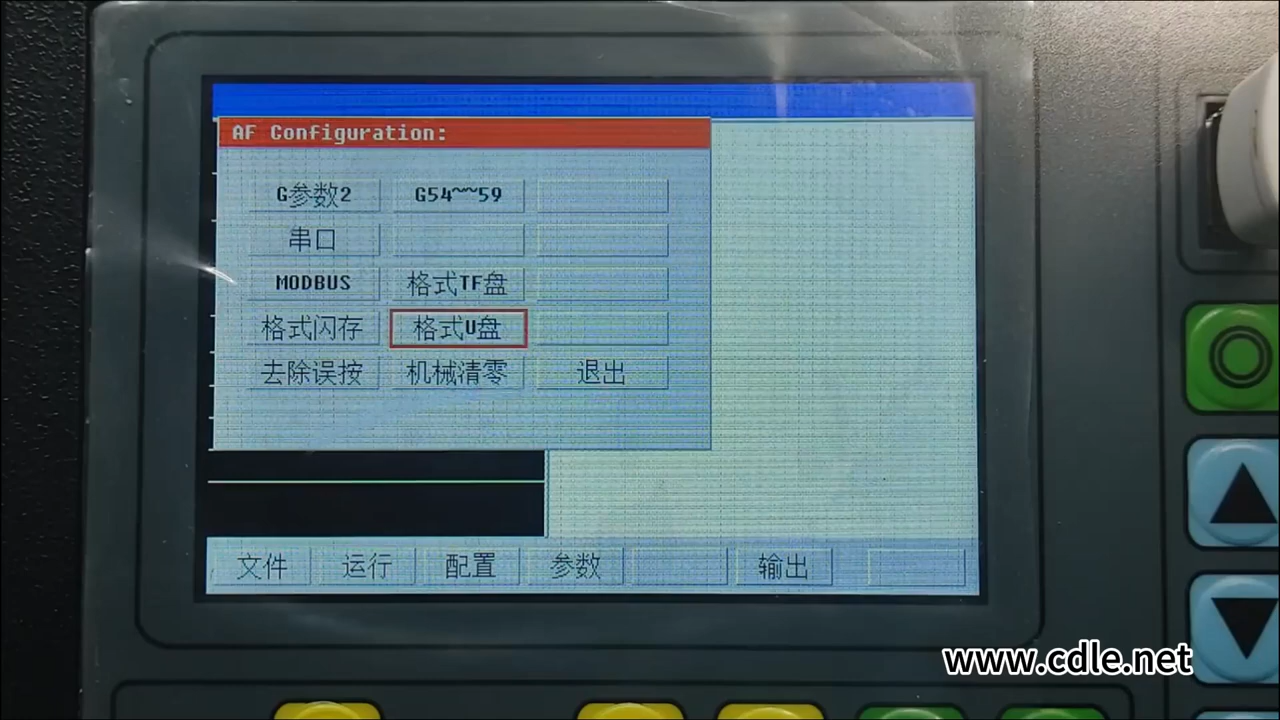 AF Configuration:
G参数2 G54~~59
串口
MODBUS 格式TF盘
格式闪存 格式U盘
去除误按 机械清零 退出
文件 运行 配置 参数 输出
www.cdle.net